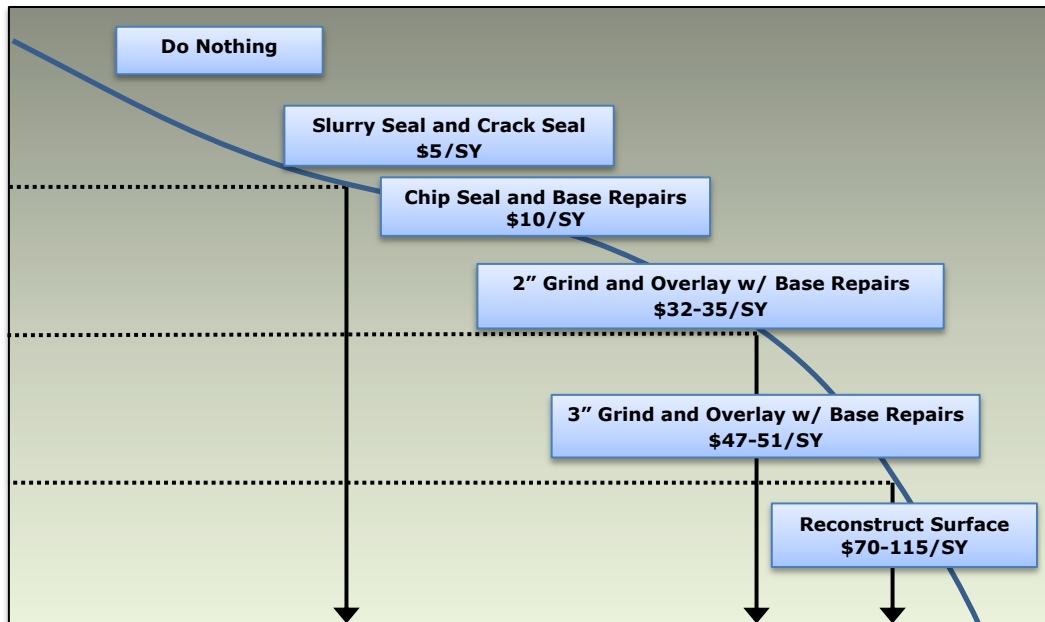 Do Nothing
Slurry Seal and Crack Seal
$5/SY
Chip Seal and Base Repairs
$10/SY
2” Grind and Overlay w/ Base Repairs
$32-35/SY
3” Grind and Overlay w/ Base Repairs
$47-51/SY
Reconstruct Surface
$70-115/SY